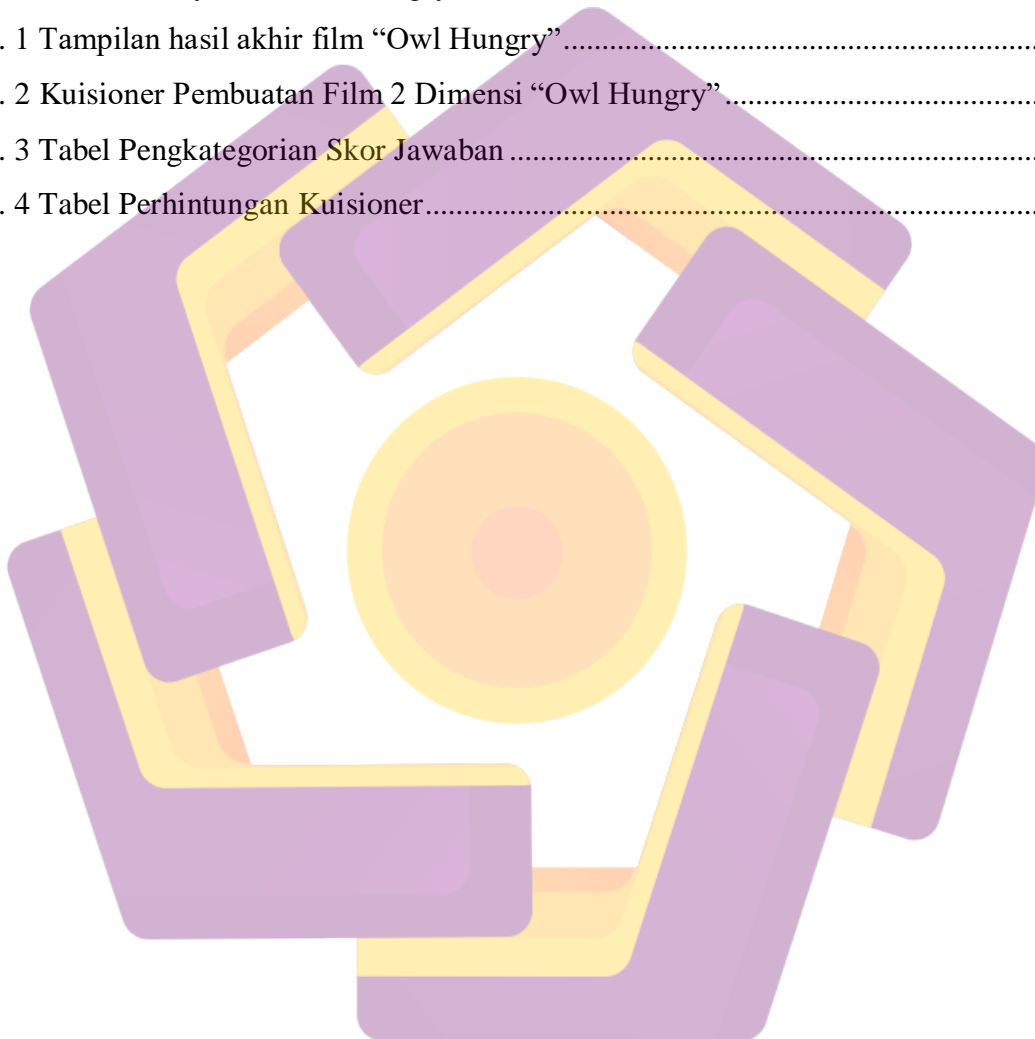 . 1 Tampilan hasil akhir film “Owl Hungry”................................................................
. 2 Kuisioner Pembuatan Film 2 Dimensi “Owl Hungry”............................................
. 3 Tabel Pengkategorian Skor Jawaban......................................................................
. 4 Tabel Perhintungan Kuisioner................................................................................